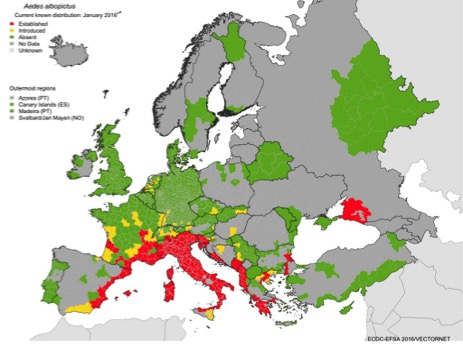 Aedes albopictus
Current known distribution: January 2016
Established
Introduced
Absent
No Data
Unknown
Outermost regions
Azores (PT)
Canary Islands (ES)
Madeira (PT)
Svalbard/Jan Mayen (NO)
ECDC-EFSA 2016/VECTORNET